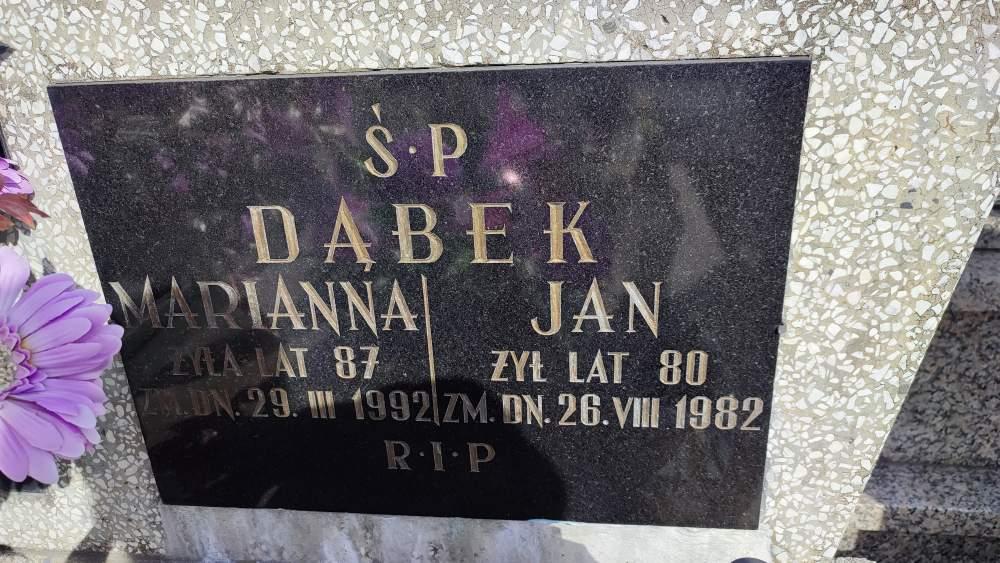 Ś·P
DĄBEK
MARIANNA JAN
ŻYŁA LAT 87 ŻYŁ LAT 80
ZM. DN. 29. III 1992 ZM. DN. 26. VIII 1982
R·I·P